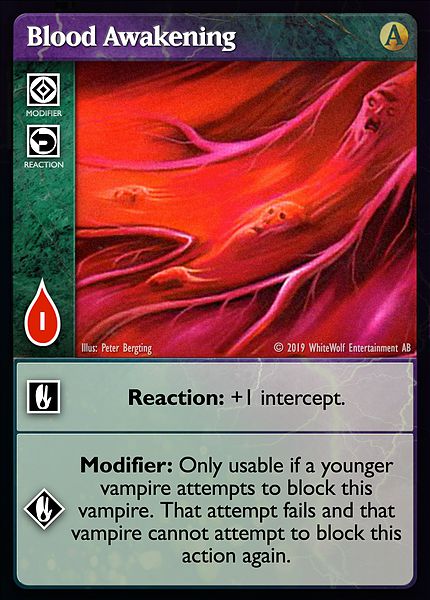 Blood Awakening
A
MODIFIER
REACTION
1
Illus: Peter Bergting
© 2019 WhiteWolf Entertainment AB
Reaction: +1 intercept.
Modifier: Only usable if a younger
vampire attempts to block this
vampire. That attempt fails and that
vampire cannot attempt to block this
action again.